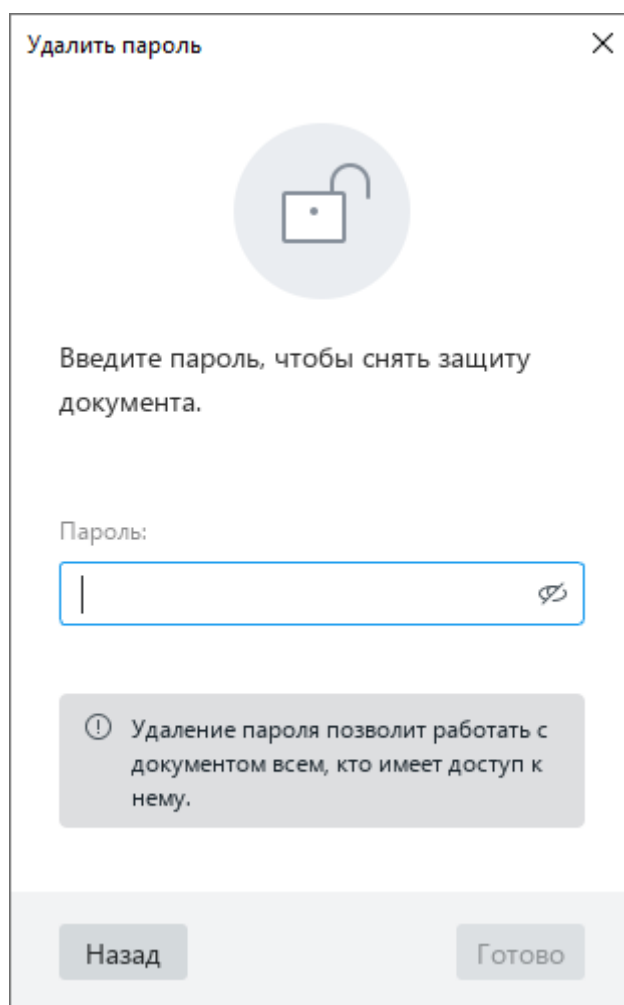 Удалить пароль
Введите пароль, чтобы снять защиту
документа.
Пароль:
Удаление пароля позволит работать с
документом всем, кто имеет доступ к
нему.
Назад
Готово